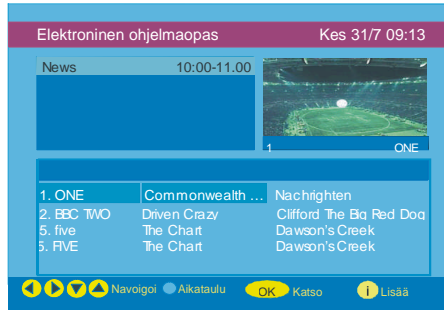 Elektroninen ohjelmaopas Kes 31/7 09:13
News 10:00-11.00
1 ONE
1. ONE Commonwealth ... Nachrighten
2. BBC TWO Driven Crazy Clifford The Big Red Dog
5. five The Chart Dawson's Creek
5. FIVE The Chart Dawson's Creek
Navoigoi Aikataulu OK Katso i Lisää